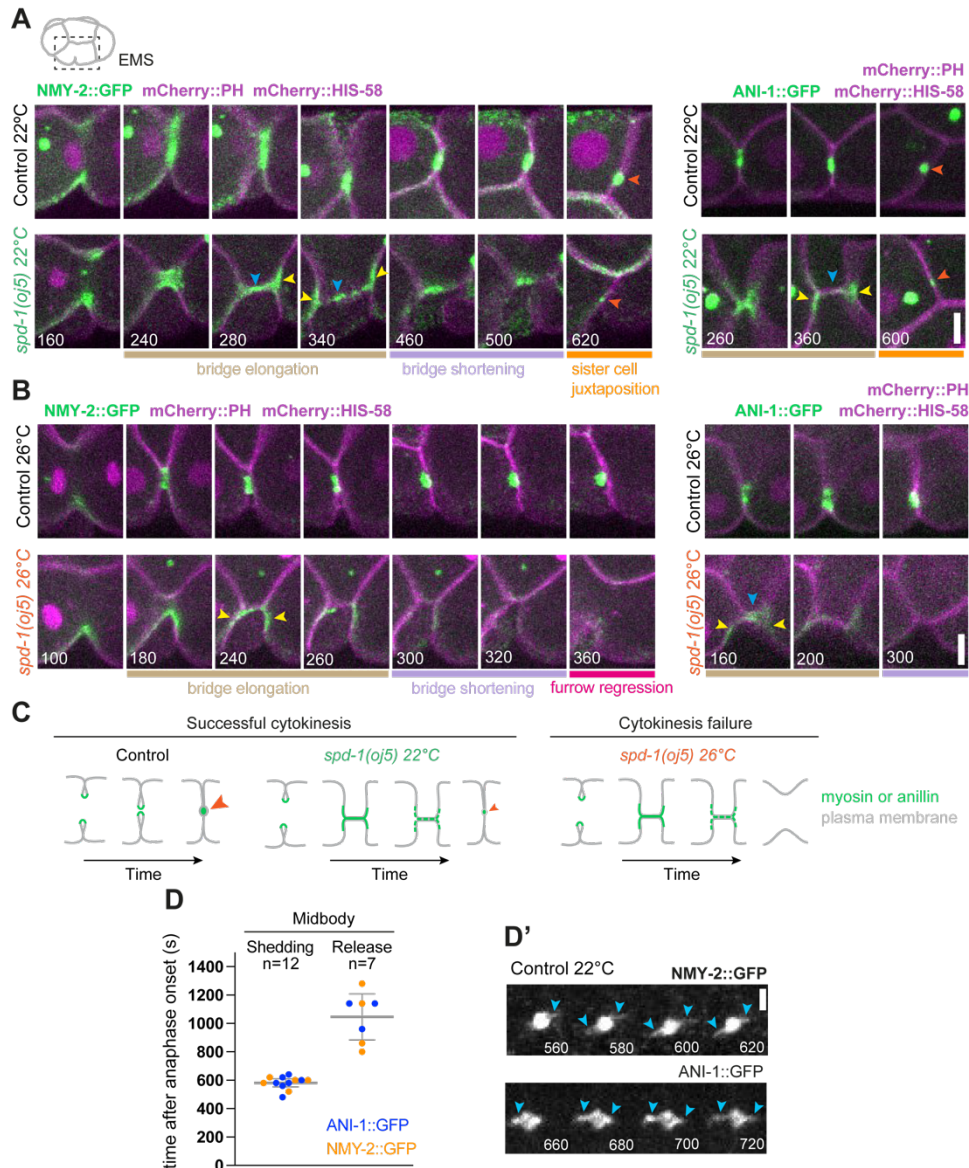 A
EMS
NMY-2::GFP mCherry::PH mCherry::HIS-58
mCherry::PH
ANI-1::GFP mCherry::HIS-58
Control 22ºC
spd-1(oj5) 22°C
160 240 280 340 460 500 620
260 360 600
bridge elongation
bridge shortening
sister cell
juxtaposition
B
NMY-2::GFP mCherry::PH mCherry::HIS-58
mCherry::PH
ANI-1::GFP mCherry::HIS-58
Control 26°C
Control 26°C
spd-1(oj5) 26°C
spd-1(oj5) 26°C
100 180 240 260 300 320 360
160 200 300
bridge elongation
bridge shortening
furrow regression
C
Successful cytokinesis
Cytokinesis failure
Control
spd-1(oj5) 22°C
spd-1(oj5) 26°C
myosin or anillin
plasma membrane
Time
Time
Time
D
Midbody
Shedding
n=12
Release
n=7
time after anaphase onset (s)
1400
1200
1000
800
600
400
200
0
ANI-1::GFP
NMY-2::GFP
D'
Control 22°C
NMY-2::GFP
560 580 600 620
ANI-1::GFP
660 680 700 720
Control 22ºC
spd-1(oj5) 22°C